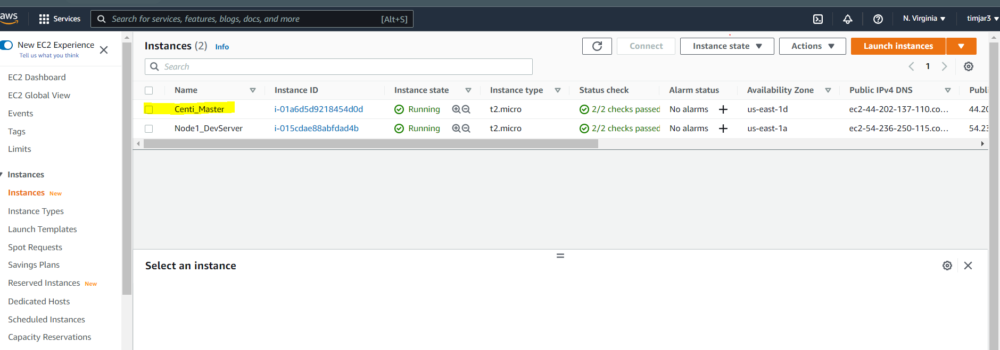 aws
Services
Search for services, features, blogs, docs, and more [Alt+S]
N. Virginia
timjar3
New EC2 Experience
Tell us what you think
EC2 Dashboard
EC2 Global View
Events
Tags
Limits
Instances
Instances New
Instance Types
Launch Templates
Spot Requests
Savings Plans
Reserved Instances New
Dedicated Hosts
Scheduled Instances
Capacity Reservations
Instances (2) Info
Connect
Instance state
Actions
Launch instances
Search
1
Name Instance ID Instance state Instance type Status check Alarm status Availability Zone Public IPv4 DNS Publi
Centi_Master i-01a6d5d9218454d0d Running t2.micro 2/2 checks passed No alarms + us-east-1d ec2-44-202-137-110.co... 44.20
Node1_DevServer i-015cdae88abfdad4b Running t2.micro 2/2 checks passed No alarms + us-east-1a ec2-54-236-250-115.co... 54.23
Select an instance